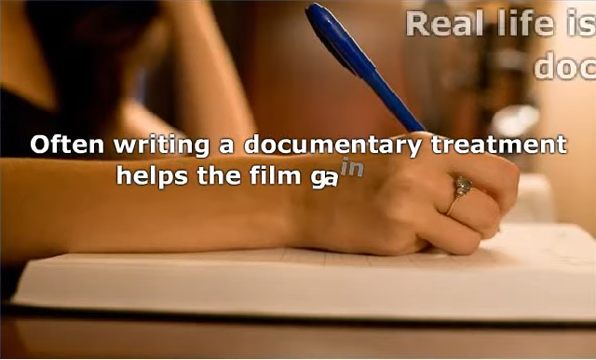 Real life is
doc
Often writing a documentary treatment
helps the film gain